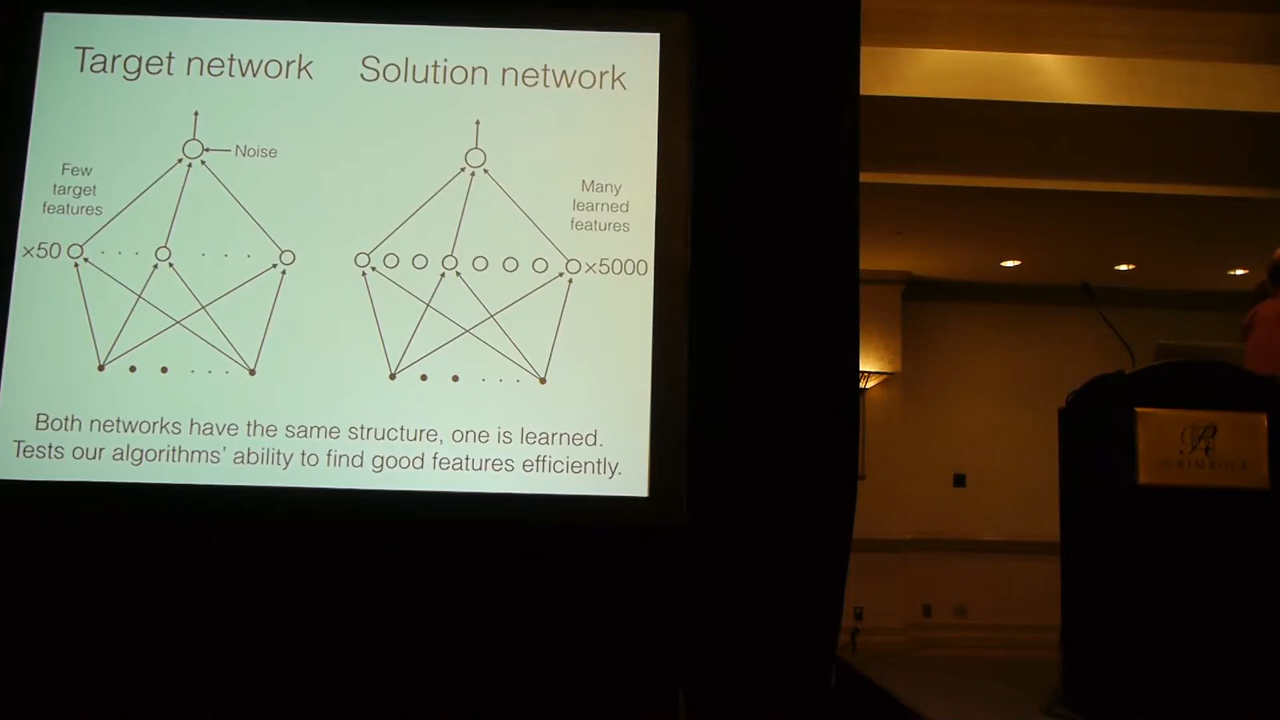 Target network
Solution network
Noise
Few
target
features
Many
learned
features
×50
×5000
Both networks have the same structure, one is learned.
Tests our algorithms’ ability to find good features efficiently.